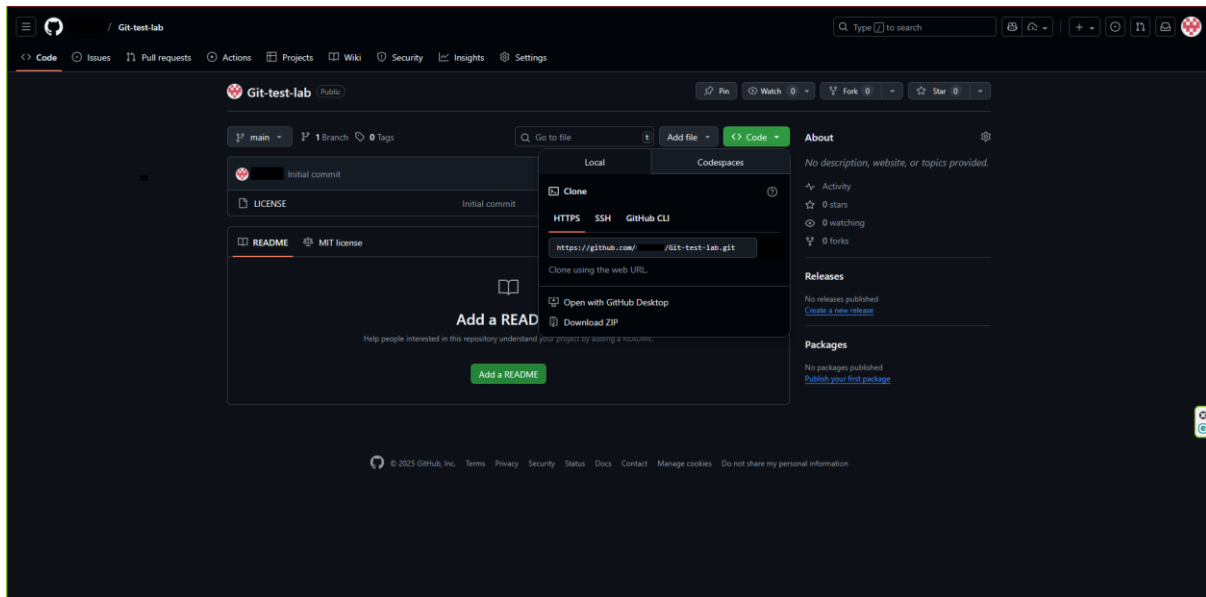 / Git-test-lab
Type / to search
Code Issues Pull requests Actions Projects Wiki Security Insights Settings
Git-test-lab Public
Pin Watch 0 Fork 0 Star 0
main 1 Branch 0 Tags Go to file t Add file Code
Local Codespaces
Initial commit
Clone
LICENSE Initial commit
HTTPS SSH GitHub CLI
README MIT license
https://github.com/ /Git-test-lab.git
Clone using the web URL.
Open with GitHub Desktop
Download ZIP
Add a READ
Help people interested in this repository understand your project by adding a README.
Add a README
About
No description, website, or topics provided.
Activity
0 stars
0 watching
0 forks
Releases
No releases published
Create a new release
Packages
No packages published
Publish your first package
© 2025 GitHub, Inc. Terms Privacy Security Status Docs Contact Manage cookies Do not share my personal information